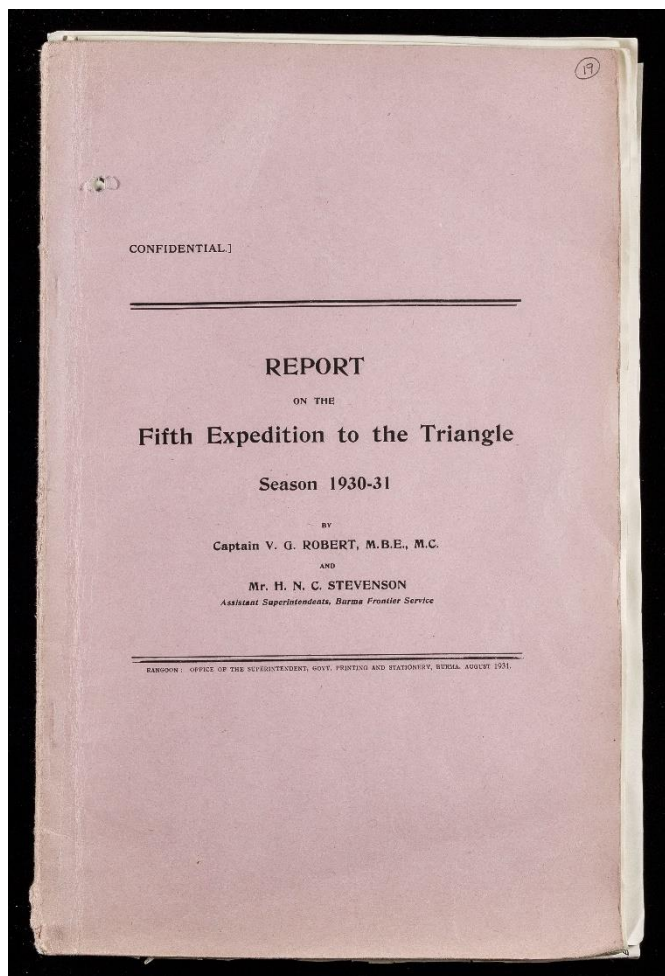 19
CONFIDENTIAL.]
REPORT
ON THE
Fifth Expedition to the Triangle
Season 1930-31
BY
Captain V. G. ROBERT, M.B.E., M.C.
AND
Mr. H. N. C. STEVENSON
Assistant Superintendents, Burma Frontier Service
RANGOON: OFFICE OF THE SUPERINTENDENT, GOVT. PRINTING AND STATIONERY, BURMA. AUGUST 1931.